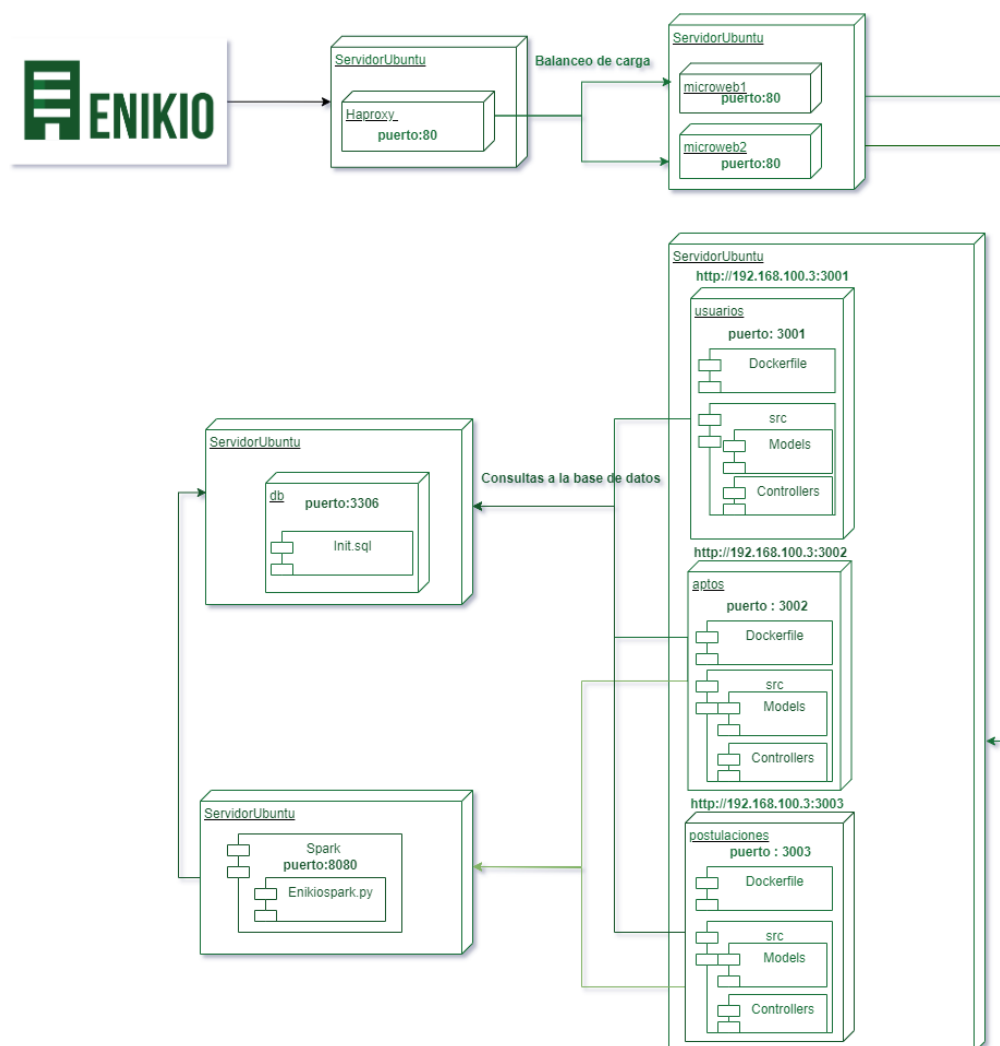 ENIKIO
ServidorUbuntu
Haproxy
puerto:80
Balanceo de carga
ServidorUbuntu
microweb1
puerto:80
microweb2
puerto:80
ServidorUbuntu
http://192.168.100.3:3001
usuarios
puerto: 3001
Dockerfile
src
Models
Controllers
http://192.168.100.3:3002
aptos
puerto : 3002
Dockerfile
src
Models
Controllers
http://192.168.100.3:3003
postulaciones
puerto : 3003
Dockerfile
src
Models
Controllers
Consultas a la base de datos
ServidorUbuntu
db
puerto:3306
Init.sql
ServidorUbuntu
Spark
puerto:8080
Enikiospark.py